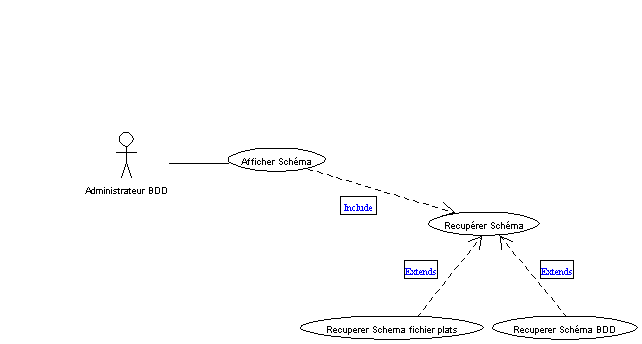 Afficher Schéma
Administrateur BDD
Include
Recupérer Schéma
Extends
Extends
Recuperer Schema fichier plats
Recuperer Schéma BDD